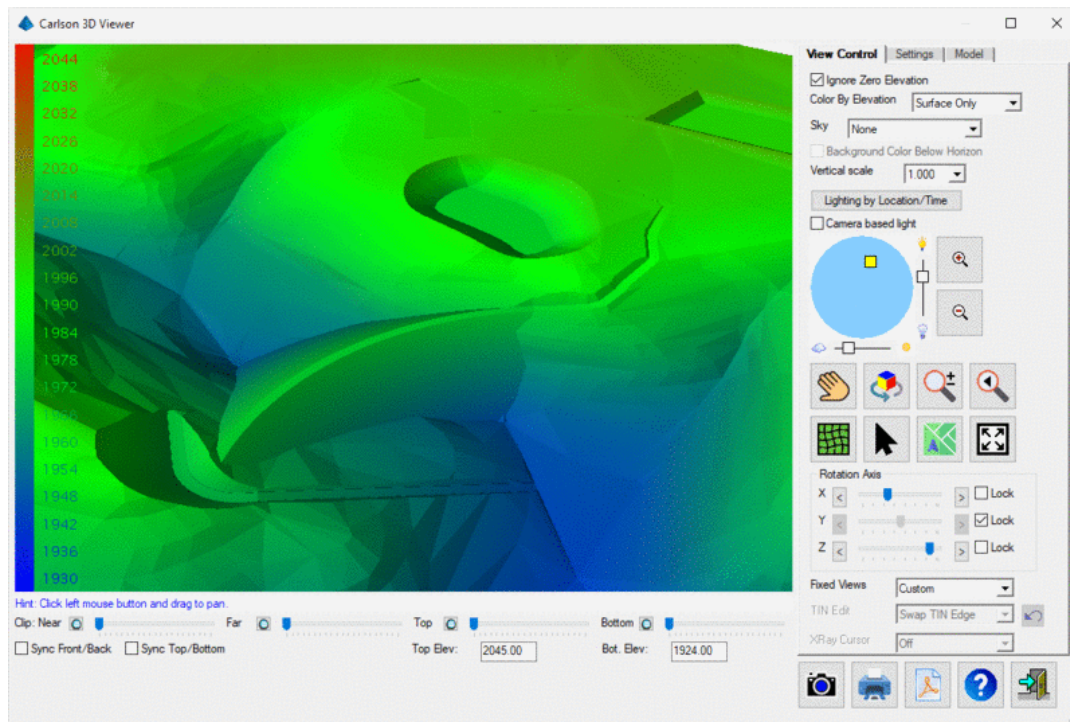 Carlson 3D Viewer
2044
2038
2032
2026
2020
2014
2008
2002
1996
1990
1984
1978
1972
1966
1960
1954
1948
1942
1936
1930
Hint: Click left mouse button and drag to pan.
Clip: Near Far Top Bottom
Sync Front/Back Sync Top/Bottom Top Elev: 2045.00 Bot. Elev: 1924.00
View Control Settings Model
Ignore Zero Elevation
Color By Elevation Surface Only
Sky None
Background Color Below Horizon
Vertical scale 1.000
Lighting by Location/Time
Camera based light
Rotation Axis
X < > Lock
Y < > Lock
Z < > Lock
Fixed Views Custom
TIN Edit Swap TIN Edge
XRay Cursor Off